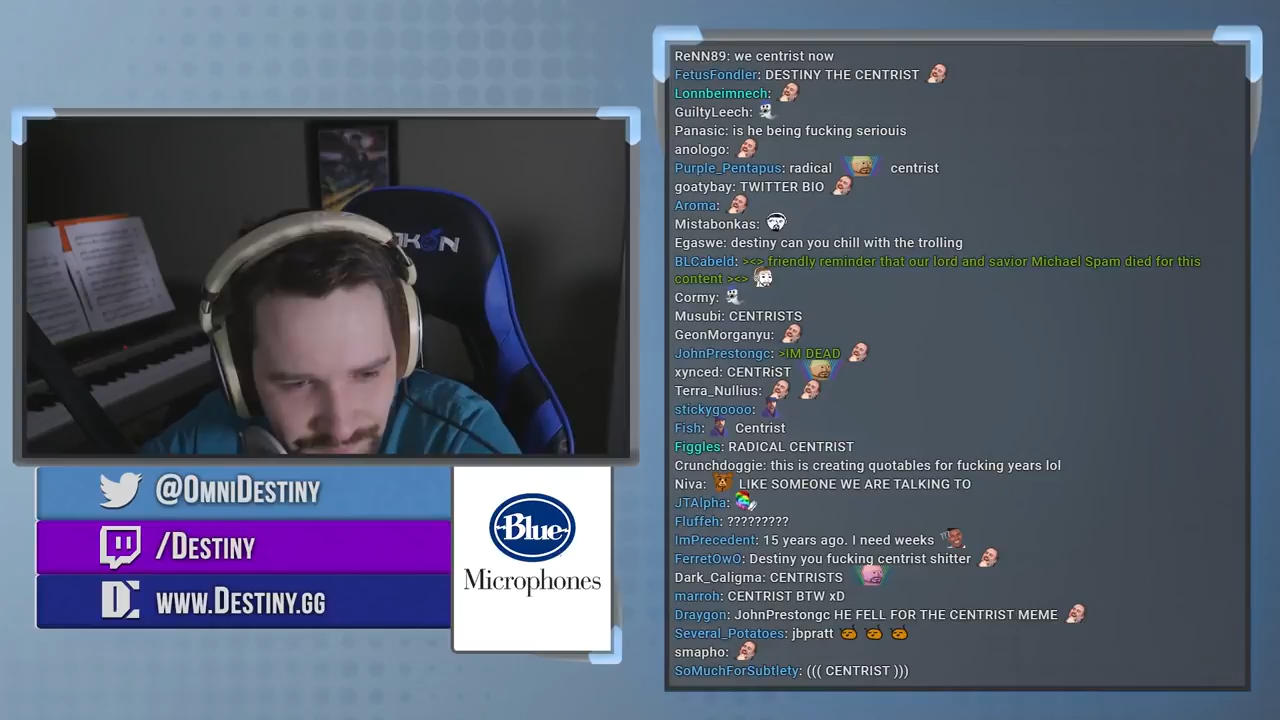 KON
@OmniDestiny
/Destiny
www.Destiny.gg
Blue
Microphones
ReNN89: we centrist now
FetusFondler: DESTINY THE CENTRIST
Lonnbeimnech:
GuiltyLeech:
Panasic: is he being fucking seriouis
anologo:
Purple_Pentapus: radical centrist
goatybay: TWITTER BIO
Aroma:
Mistabonkas:
Egaswe: destiny can you chill with the trolling
BLCabeld: ><> friendly reminder that our lord and savior Michael Spam died for this
content ><>
Cormy:
Musubi: CENTRISTS
GeonMorganyu:
JohnPrestongc: >IM DEAD
xynced: CENTRiST
Terra_Nullius:
stickygoooo:
Fish: Centrist
Figgles: RADICAL CENTRIST
Crunchdoggie: this is creating quotables for fucking years lol
Niva: LIKE SOMEONE WE ARE TALKING TO
JTAlpha:
Fluffeh: ?????????
ImPrecedent: 15 years ago. I need weeks
FerretOwO: Destiny you fucking centrist shitter
Dark_Caligma: CENTRISTS
marroh: CENTRIST BTW xD
Draygon: JohnPrestongc HE FELL FOR THE CENTRIST MEME
Several_Potatoes: jbpratt
smapho:
SoMuchForSubtlety: ((( CENTRIST )))